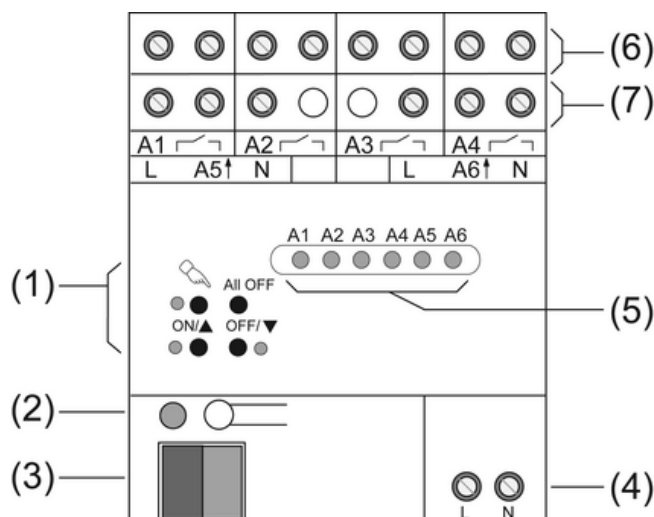 (6)
(7)
A1 A2 A3 A4
L A5↑ N L A6↑ N
A1 A2 A3 A4 A5 A6
(1)
All OFF
(5)
ON/▲ OFF/▼
(2)
(3)
(4)
L N